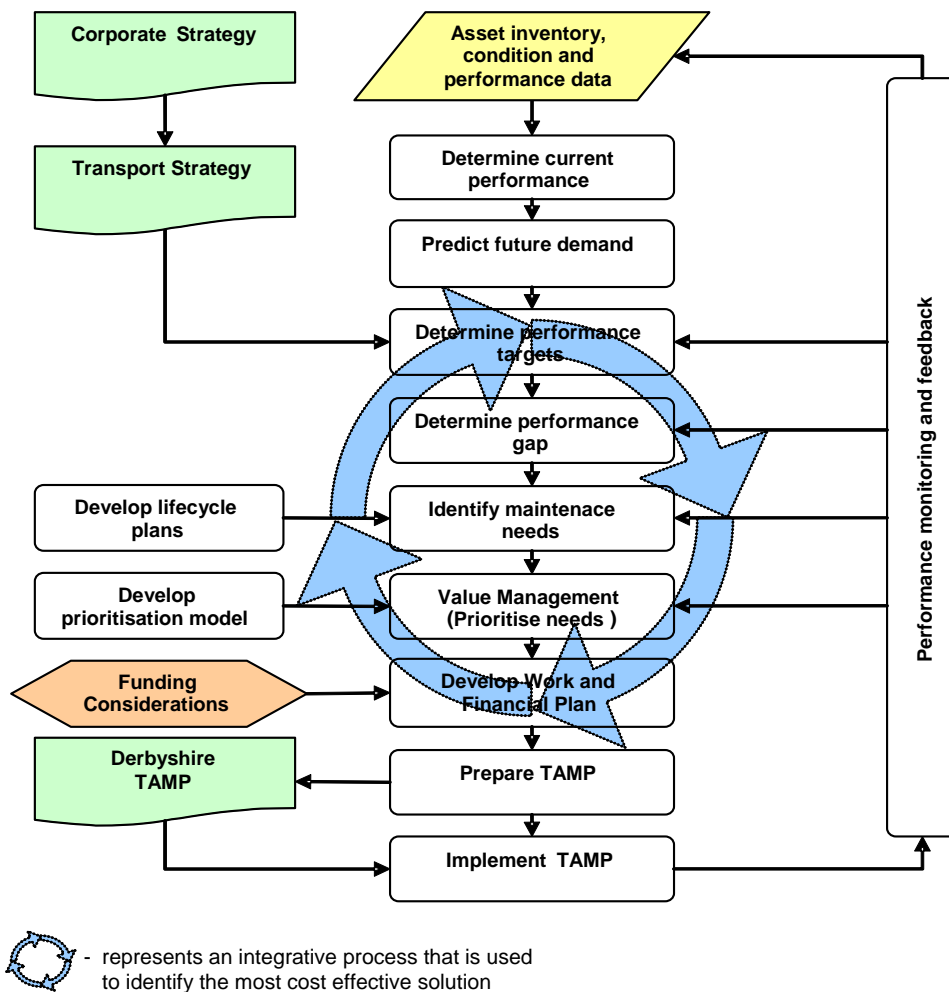 Corporate Strategy
Asset inventory,
condition and
performance data
Transport Strategy
Determine current
performance
Predict future demand
Determine performance
targets
Determine performance
gap
Develop lifecycle
plans
Identify maintenace
needs
Develop
prioritisation model
Value Management
(Prioritise needs )
Funding
Considerations
Develop Work and
Financial Plan
Derbyshire
TAMP
Prepare TAMP
Implement TAMP
Performance monitoring and feedback
- represents an integrative process that is used
to identify the most cost effective solution